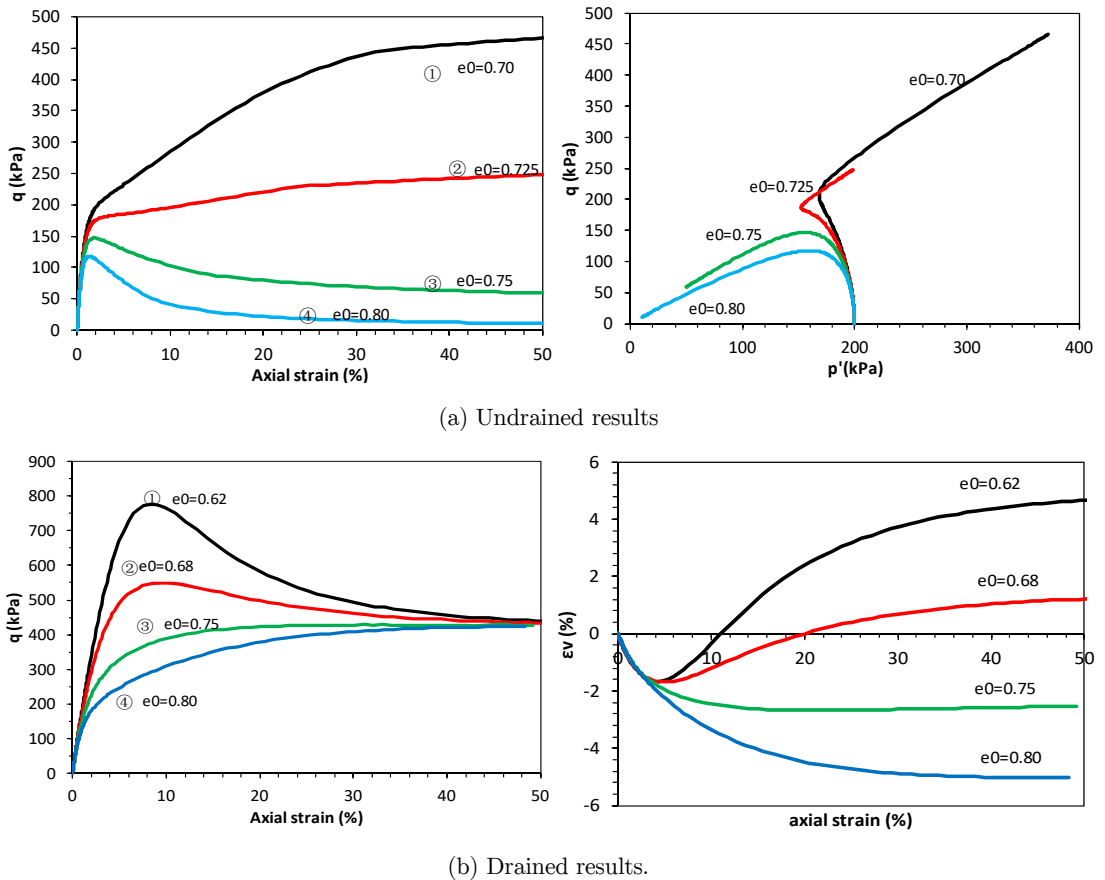 500
450
400
350
300
250
200
150
100
50
0
q (kPa)
① e0=0.70
② e0=0.725
③ e0=0.75
④ e0=0.80
0 10 20 30 40 50
Axial strain (%)
500
450
400
350
300
250
200
150
100
50
0
q (kPa)
e0=0.70
e0=0.725
e0=0.75
e0=0.80
0 100 200 300 400
p'(kPa)
(a) Undrained results
900
800
700
600
500
400
300
200
100
0
q (kPa)
① e0=0.62
② e0=0.68
③ e0=0.75
④ e0=0.80
0 10 20 30 40 50
Axial strain (%)
6
4
2
0
-2
-4
-6
εv (%)
e0=0.62
e0=0.68
0 10 20 30 40 50
e0=0.75
e0=0.80
axial strain (%)
(b) Drained results.